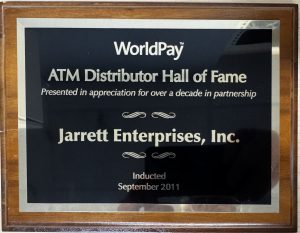 WorldPay™
ATM Distributor Hall of Fame
Presented in appreciation for over a decade in partnership
Jarrett Enterprises, Inc.
Inducted
September 2011